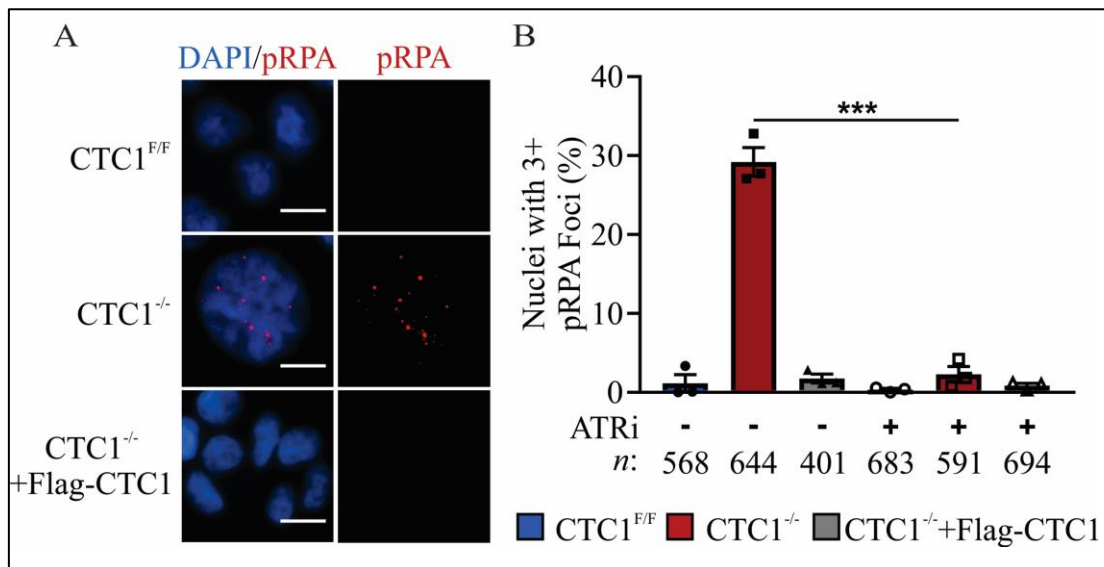 A
DAPI/pRPA pRPA
CTC1F/F
CTC1-/-
CTC1-/-
+Flag-CTC1
B
Nuclei with 3+
pRPA Foci (%)
40
30
20
10
0
***
ATRi - - - + + +
n: 568 644 401 683 591 694
CTC1F/F CTC1-/- CTC1-/-+Flag-CTC1